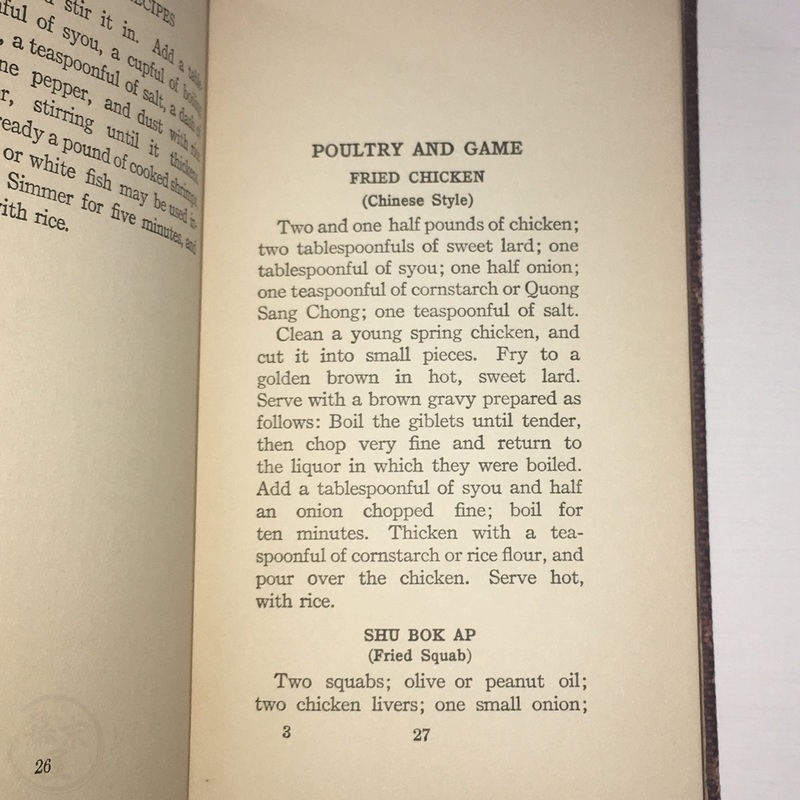 RECIPES
stir it in. Add a table-
of syou, a cupful of boiling
a teaspoonful of salt, a dash of
pepper, and dust with
stirring until it thickens.
a pound of cooked shrimps,
or white fish may be used in-
Simmer for five minutes, and
with rice.
26
POULTRY AND GAME
FRIED CHICKEN
(Chinese Style)
Two and one half pounds of chicken;
two tablespoonfuls of sweet lard; one
tablespoonful of syou; one half onion;
one teaspoonful of cornstarch or Quong
Sang Chong; one teaspoonful of salt.
Clean a young spring chicken, and
cut it into small pieces. Fry to a
golden brown in hot, sweet lard.
Serve with a brown gravy prepared as
follows: Boil the giblets until tender,
then chop very fine and return to
the liquor in which they were boiled.
Add a tablespoonful of syou and half
an onion chopped fine; boil for
ten minutes. Thicken with a tea-
spoonful of cornstarch or rice flour, and
pour over the chicken. Serve hot,
with rice.
SHU BOK AP
(Fried Squab)
Two squabs; olive or peanut oil;
two chicken livers; one small onion;
3 27